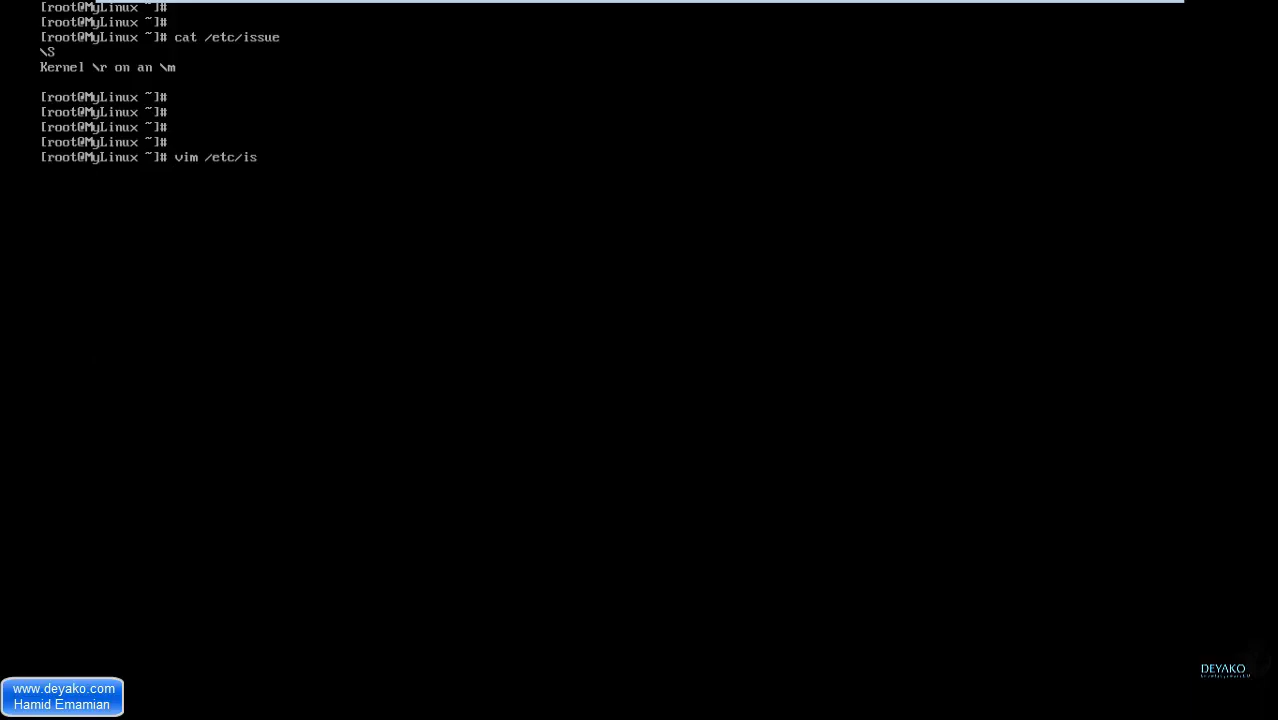 [root@MyLinux ~]#
[root@MyLinux ~]#
[root@MyLinux ~]# cat /etc/issue
\S
Kernel \r on an \m
[root@MyLinux ~]#
[root@MyLinux ~]#
[root@MyLinux ~]#
[root@MyLinux ~]#
[root@MyLinux ~]# vim /etc/is
DEYAKO
www.deyako.com
Hamid Emamian